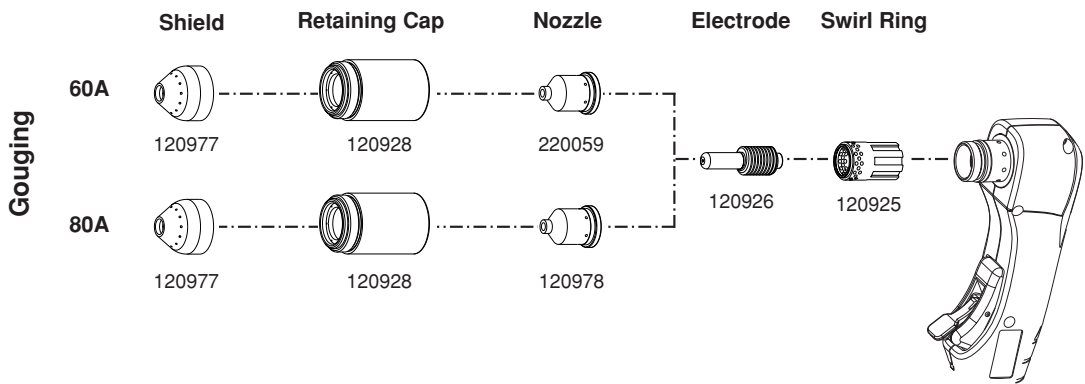 Shield Retaining Cap Nozzle Electrode Swirl Ring
Gouging
60A
120977 120928 220059
120926 120925
80A
120977 120928 120978